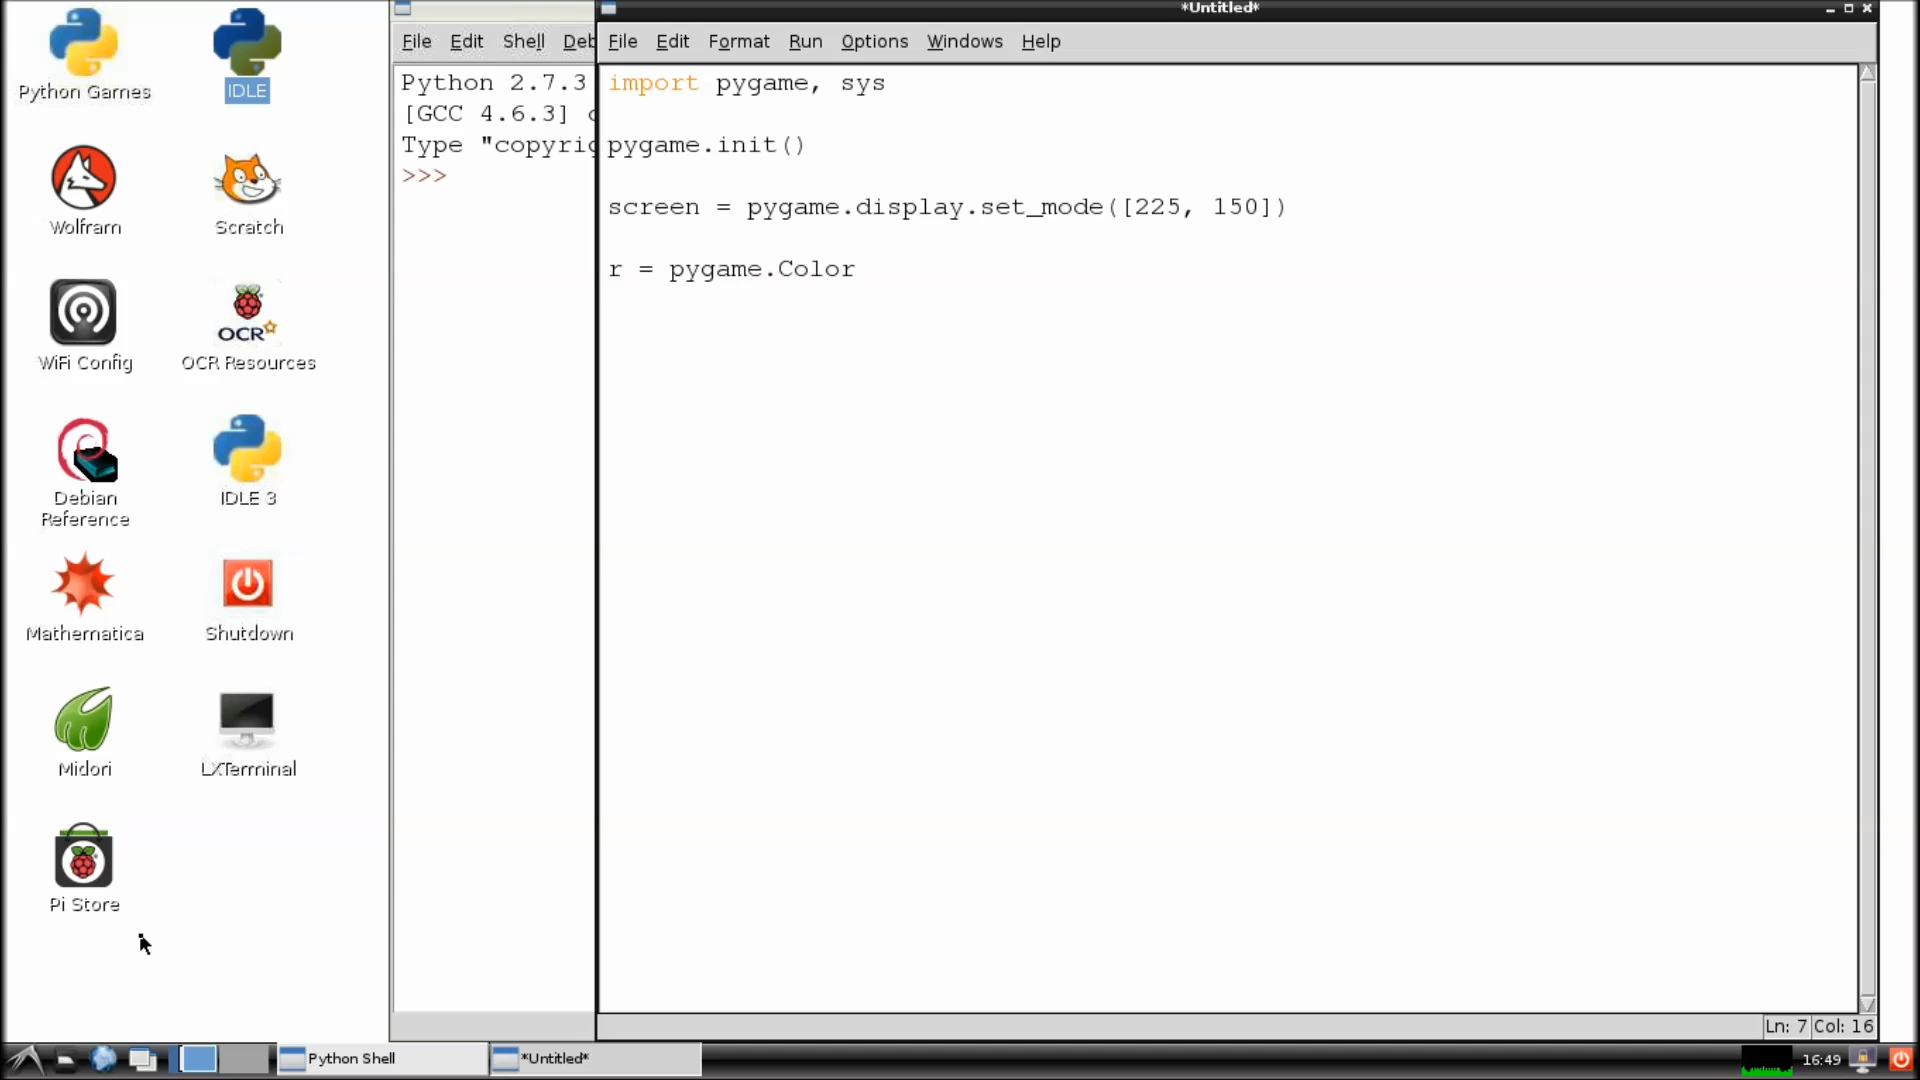 *Untitled*
File Edit Shell Deb
File Edit Format Run Options Windows Help
Python 2.7.3
[GCC 4.6.3]
Type "copyri
>>>
import pygame, sys
pygame.init()
screen = pygame.display.set_mode([225, 150])
r = pygame.Color
Python Games
IDLE
Wolfram
Scratch
WiFi Config
OCR
OCR Resources
Debian
Reference
IDLE 3
Mathematica
Shutdown
Midori
LXTerminal
Pi Store
Ln: 7 Col: 16
Python Shell
*Untitled*
16:49